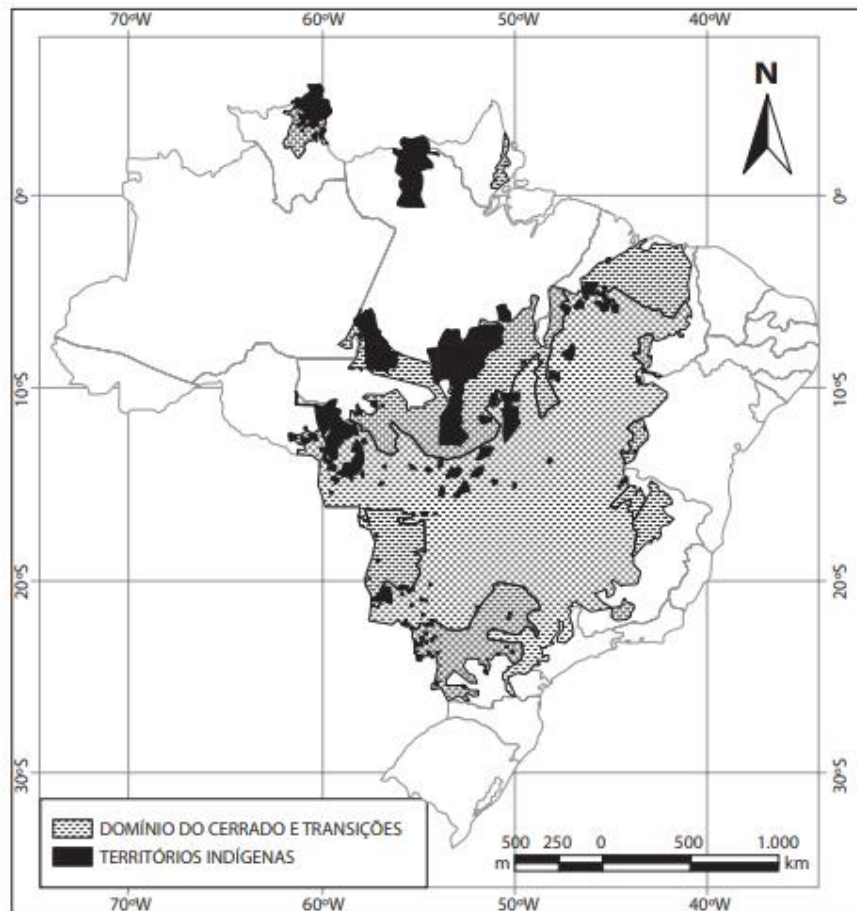 70ºW 60ºW 50ºW 40ºW
N
0º 0º
10ºS 10ºS
20ºS 20ºS
30ºS 30ºS
DOMÍNIO DO CERRADO E TRANSIÇÕES
TERRITÓRIOS INDÍGENAS
500 250 0 500 1.000
m km
70ºW 60ºW 50ºW 40ºW